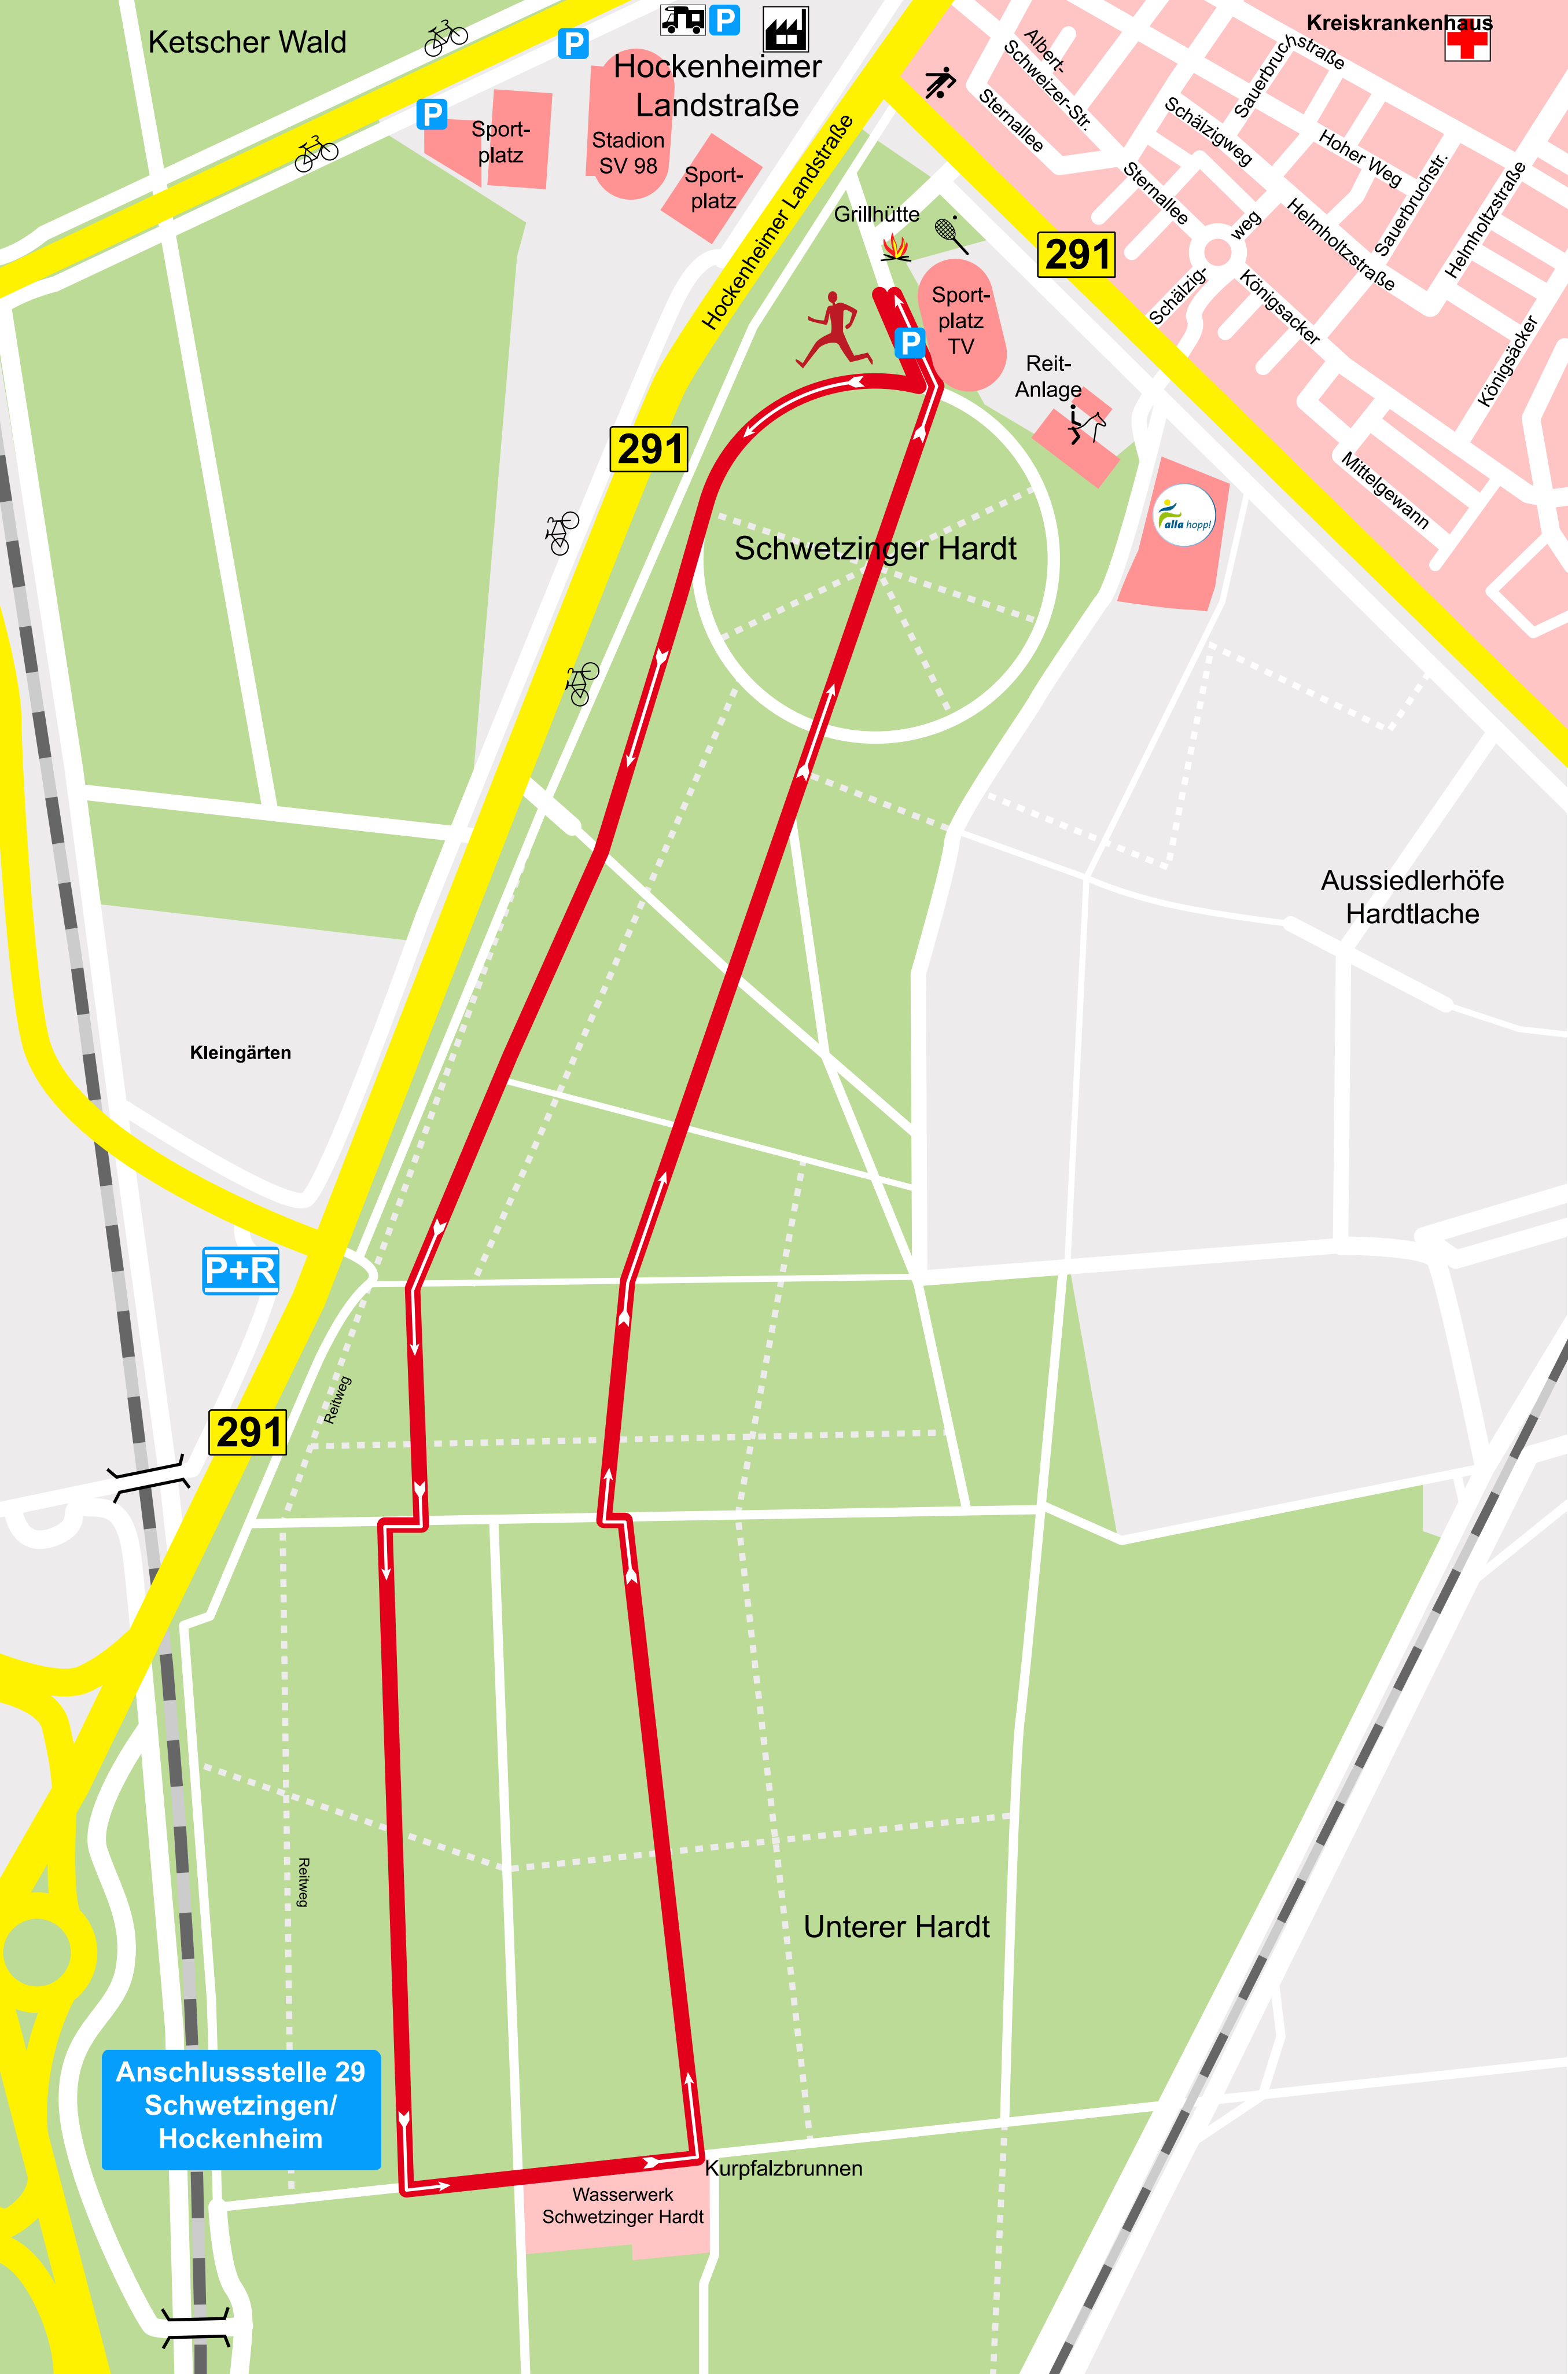 Kreiskrankenhaus
Ketscher Wald
P
P
P
Hockenheimer
Landstraße
Sport-
platz
Stadion
SV 98
Sport-
platz
Hockenheimer Landstraße
Albert-
Schweizer-Str.
Sternallee
Sauerbruchstraße
Sauerbruch
Schälzigweg
Hoher Weg
Sauerbruchstr.
Helmholtzstraße
Sternallee
Helmholtzstraße
weg
Schälzig-
Königsacker
Königsäcker
Mittelgewann
Grillhütte
291
Sport-
platz
TV
P
Reit-
Anlage
291
alla hopp!
Schwetzinger Hardt
Aussiedlerhöfe
Hardtlache
Kleingärten
P+R
Reitweg
291
Reitweg
Unterer Hardt
Anschlussstelle 29
Schwetzingen/
Hockenheim
Kurpfalzbrunnen
Wasserwerk
Schwetzinger Hardt